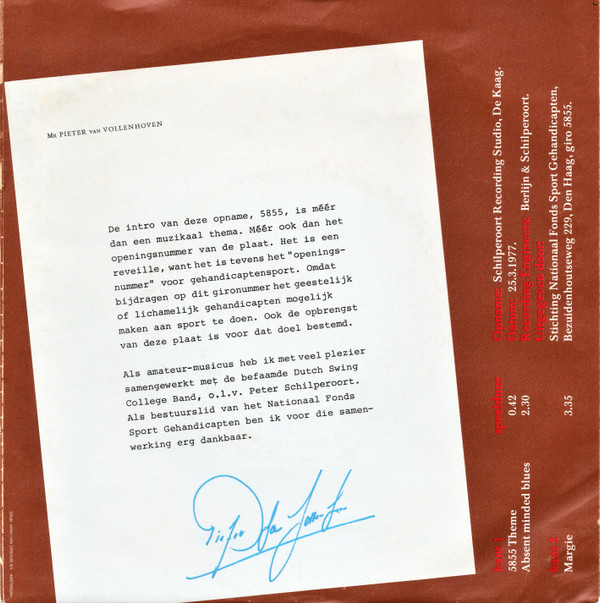 Mr PIETER van VOLLENHOVEN
De intro van deze opname, 5855, is méér
dan een muzikaal thema. Méér ook dan het
openingsnummer van de plaat. Het is een
reveille, want het is tevens het "openings-
nummer" voor gehandicaptensport. Omdat
bijdragen op dit gironummer het geestelijk
of lichamelijk gehandicapten mogelijk
maken aan sport te doen. Ook de opbrengst
van deze plaat is voor dat doel bestemd.
Als amateur-musicus heb ik met veel plezier
samengewerkt met de befaamde Dutch Swing
College Band, o.l.v. Peter Schilperoort.
Als bestuurslid van het Nationaal Fonds
Sport Gehandicapten ben ik voor die samen-
werking erg dankbaar.
kant 1 speelduur
5855 Theme 0.42
Absent minded blues 2.30
kant 2
Margie 3.35
Opname: Schilperoort Recording Studio, De Kaag.
Datum: 25.3.1977.
Recording Engineers: Berlijn & Schilperoort.
Uitgegeven door:
Stichting Nationaal Fonds Sport Gehandicapten,
Bezuidenhoutseweg 229, Den Haag, giro 5855.